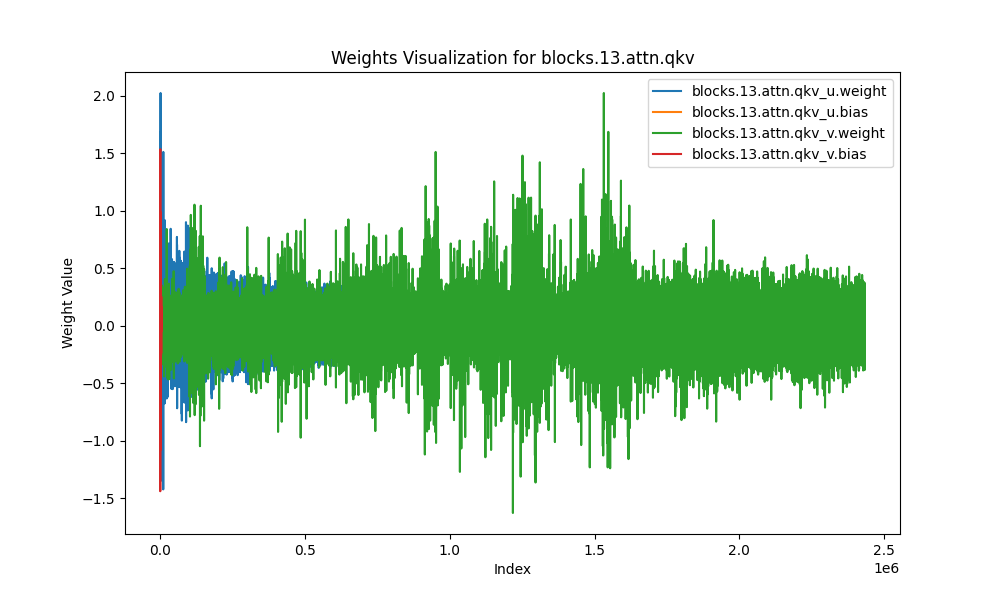 Weights Visualization for blocks.13.attn.qkv
blocks.13.attn.qkv_u.weight
blocks.13.attn.qkv_u.bias
blocks.13.attn.qkv_v.weight
blocks.13.attn.qkv_v.bias
Weight Value
2.0
1.5
1.0
0.5
0.0
−0.5
−1.0
−1.5
0.0 0.5 1.0 1.5 2.0 2.5
1e6
Index